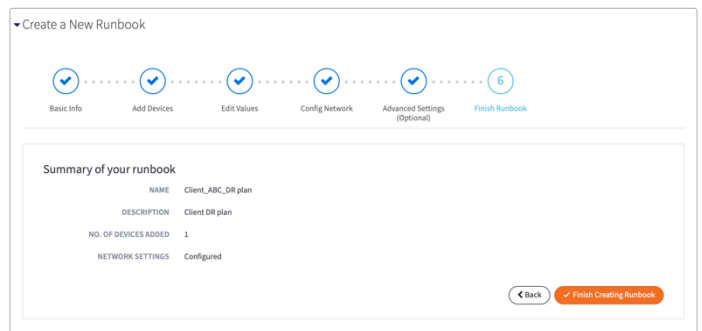 Create a New Runbook
6
Basic Info
Add Devices
Edit Values
Config Network
Advanced Settings
(Optional)
Finish Runbook
Summary of your runbook
NAME Client_ABC_DR plan
DESCRIPTION Client DR plan
NO. OF DEVICES ADDED 1
NETWORK SETTINGS Configured
Back
Finish Creating Runbook